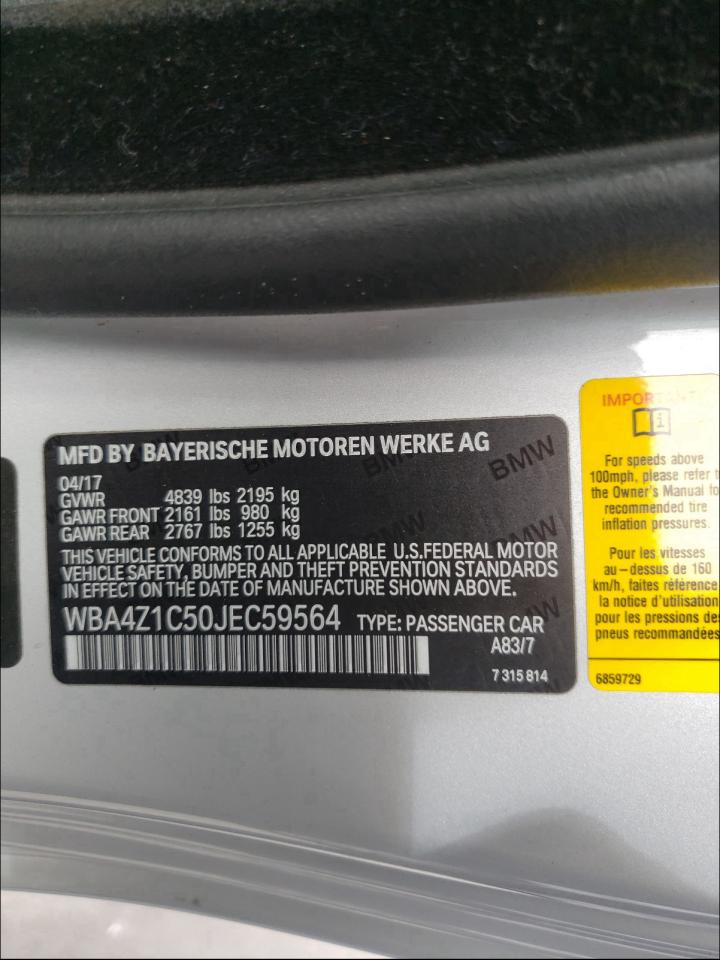 MFD BY BAYERISCHE MOTOREN WERKE AG
04/17
GVWR 4839 lbs 2195 kg
GAWR FRONT 2161 lbs 980 kg
GAWR REAR 2767 lbs 1255 kg
THIS VEHICLE CONFORMS TO ALL APPLICABLE U.S.FEDERAL MOTOR
VEHICLE SAFETY, BUMPER AND THEFT PREVENTION STANDARDS
IN EFFECT ON THE DATE OF MANUFACTURE SHOWN ABOVE.
WBA4Z1C50JEC59564 TYPE: PASSENGER CAR
A83/7
7 315 814
BMW
BMW
BMW
IMPORTANT
For speeds above
100mph, please refer
the Owner's Manual
recommended tire
inflation pressures.
Pour les vitesses
au-dessus de 160
km/h, faites référence
la notice d'utilisation
pour les pressions
pneus recommandées
6859729